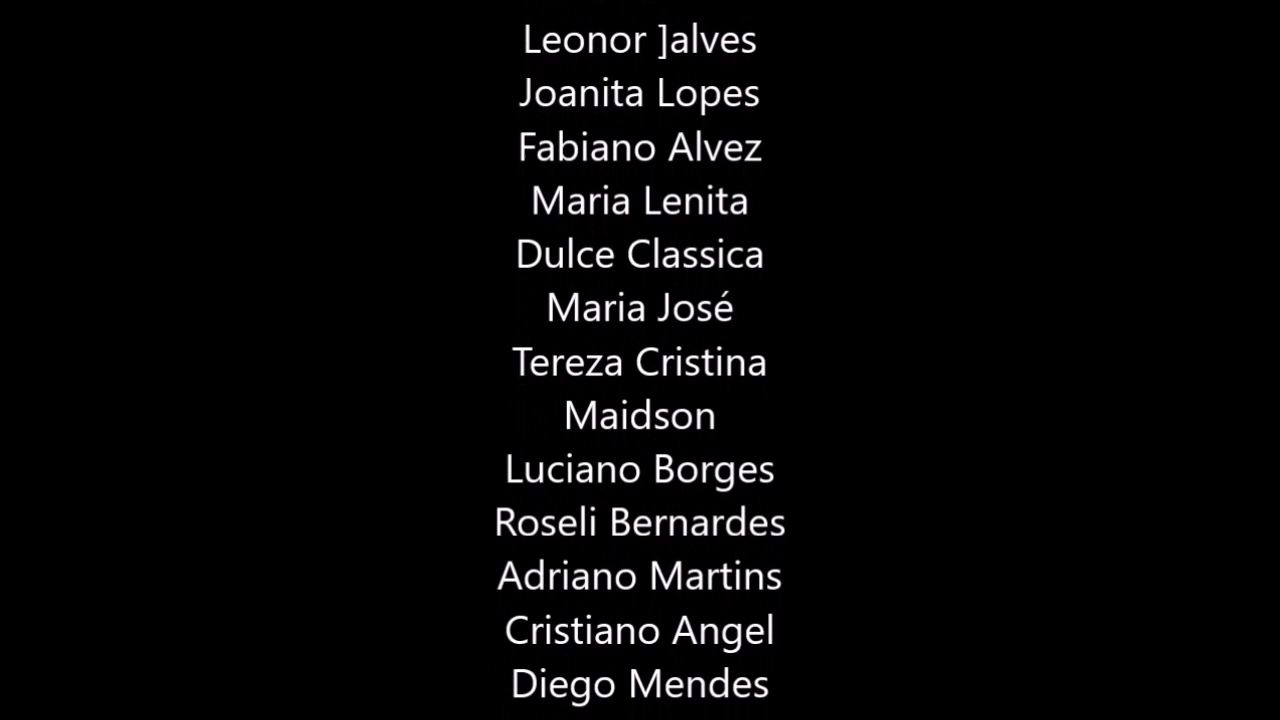 Leonor ]alves
Joanita Lopes
Fabiano Alvez
Maria Lenita
Dulce Classica
Maria José
Tereza Cristina
Maidson
Luciano Borges
Roseli Bernardes
Adriano Martins
Cristiano Angel
Diego Mendes